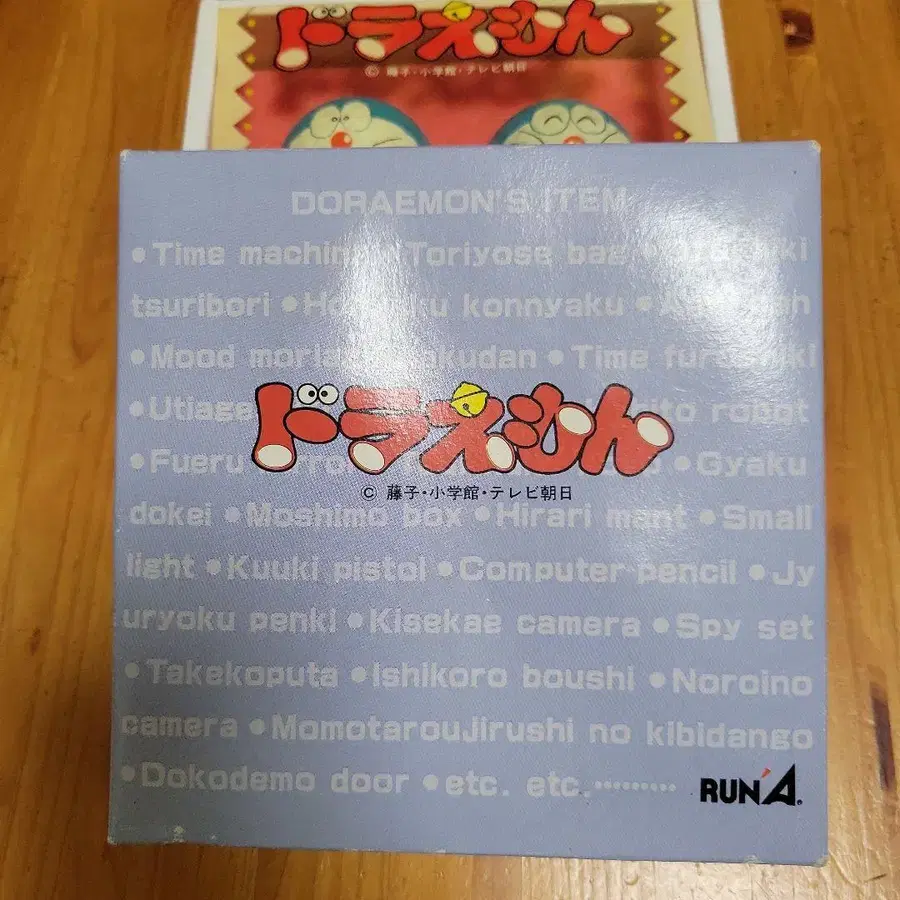 ドラえもん
© 藤子・小学館・テレビ朝日
DORAEMON'S ITEM
•Time machin Toriyose bag
tsuribori • konnyaku •
•Mood •Time
robot
•Fueru •Gyaku
ドラえもん
© 藤子・小学館・テレビ朝日
dokei •Moshimo box •Hirari mant •Small
light •Kuuki pistol •Computer pencil •Jy
uryoku penki •Kisekae camera •Spy set
•Takekoputa •Ishikoro boushi •Noroino
camera •Momotaroujirushi no kibidango
•Dokodemo door •etc. etc.………
RUN'A®